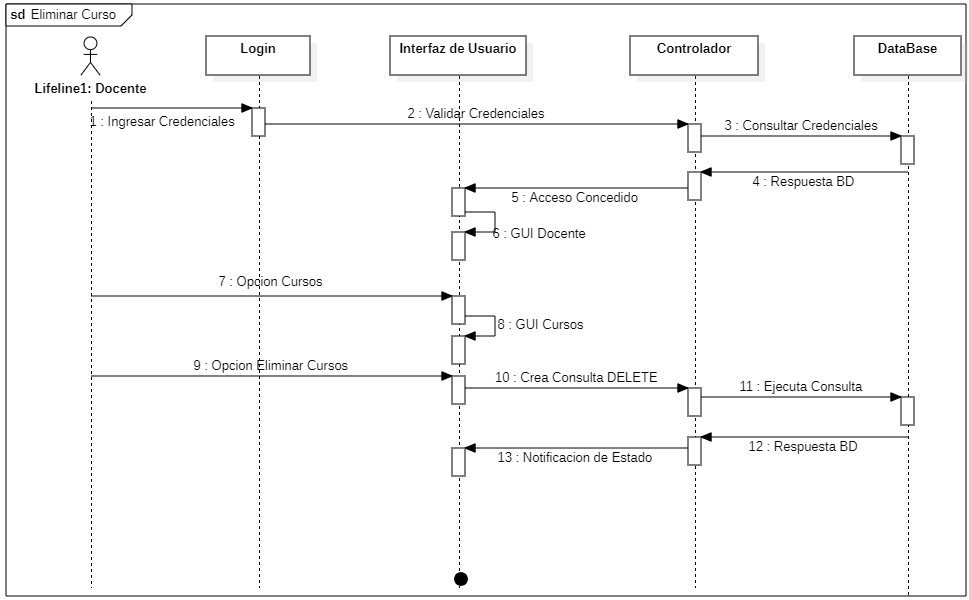 sd Eliminar Curso
Login
Interfaz de Usuario
Controlador
DataBase
Lifeline1: Docente
1 : Ingresar Credenciales
2 : Validar Credenciales
3 : Consultar Credenciales
4 : Respuesta BD
5 : Acceso Concedido
6 : GUI Docente
7 : Opcion Cursos
8 : GUI Cursos
9 : Opcion Eliminar Cursos
10 : Crea Consulta DELETE
11 : Ejecuta Consulta
12 : Respuesta BD
13 : Notificacion de Estado